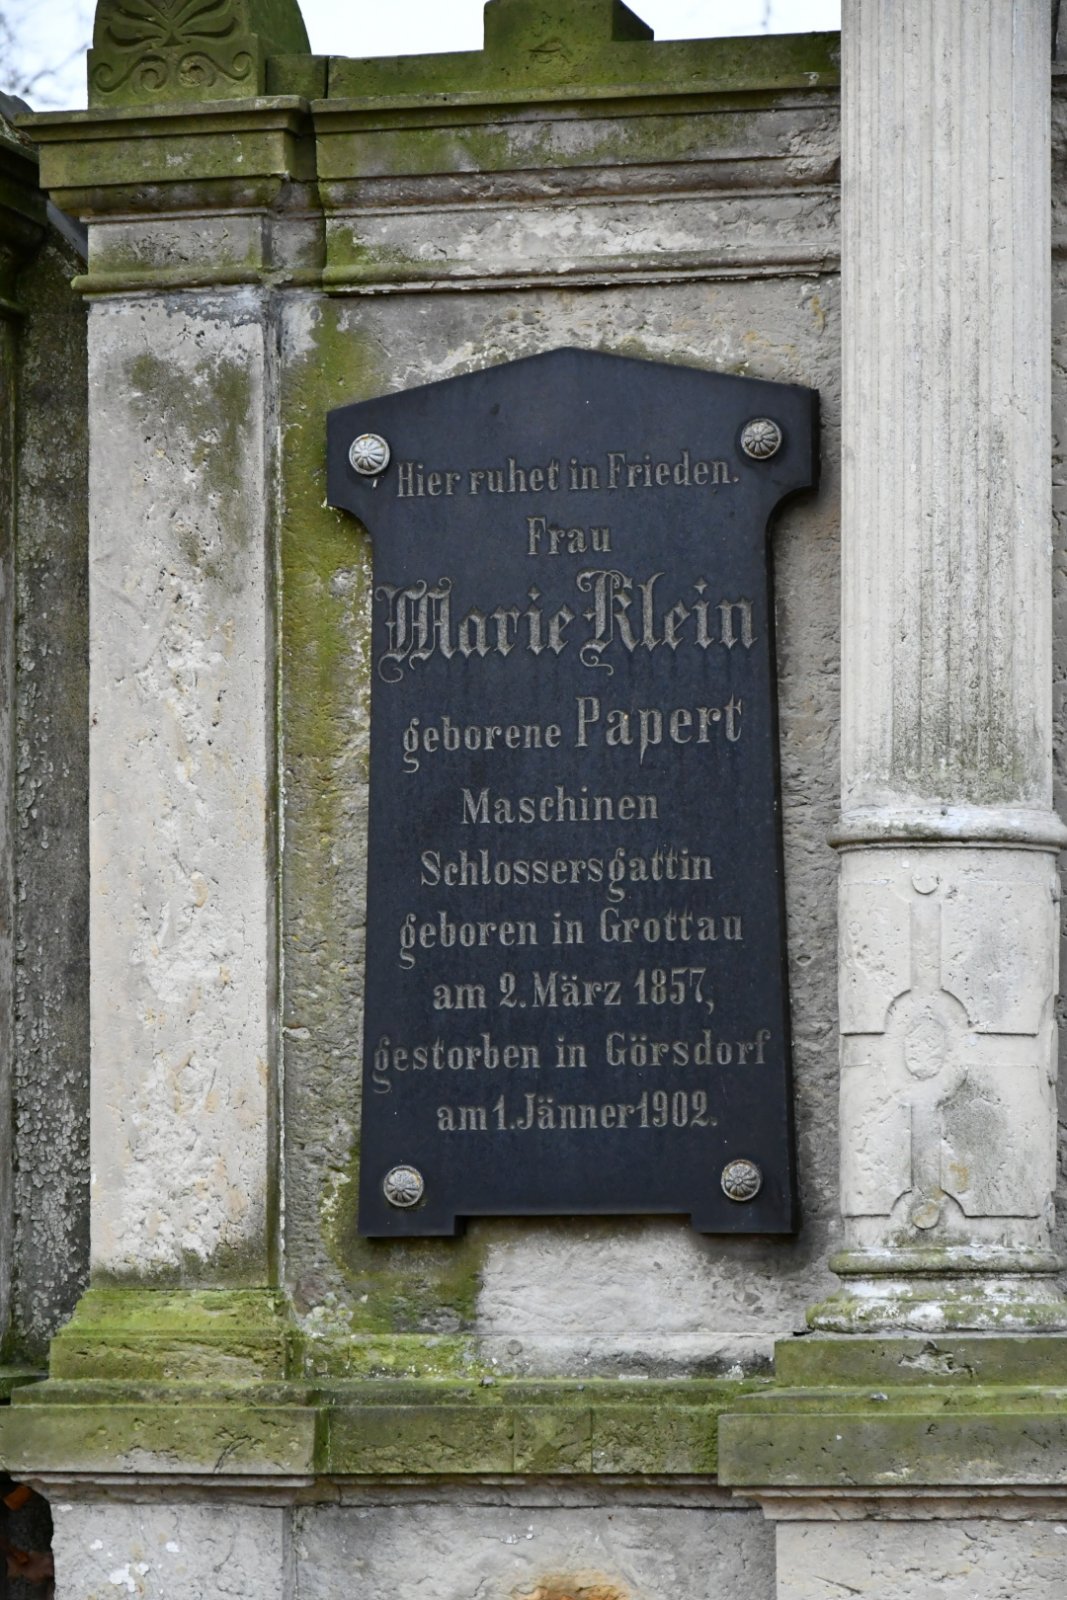 Hier ruhet in Frieden.
Frau
Marie Klein
geborene Papert
Maschinen
Schlossersgattin
geboren in Grottau
am 2. März 1857,
gestorben in Görsdorf
am 1. Jänner 1902.